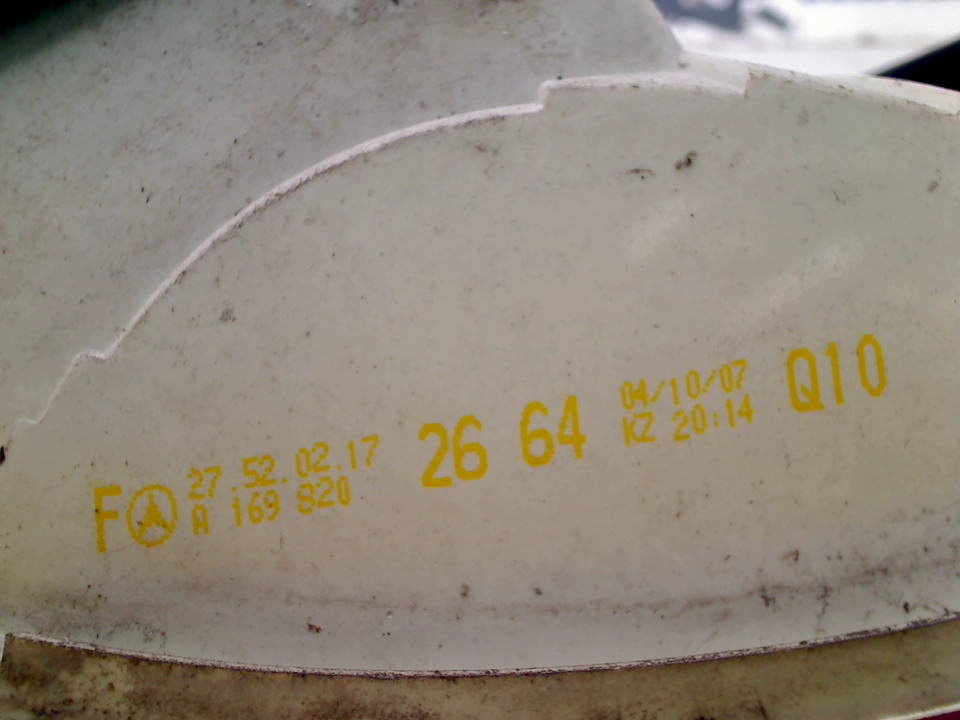 F
27.52.02.17
A 169 820
26 64
04/10/07
KZ 20:14
Q10